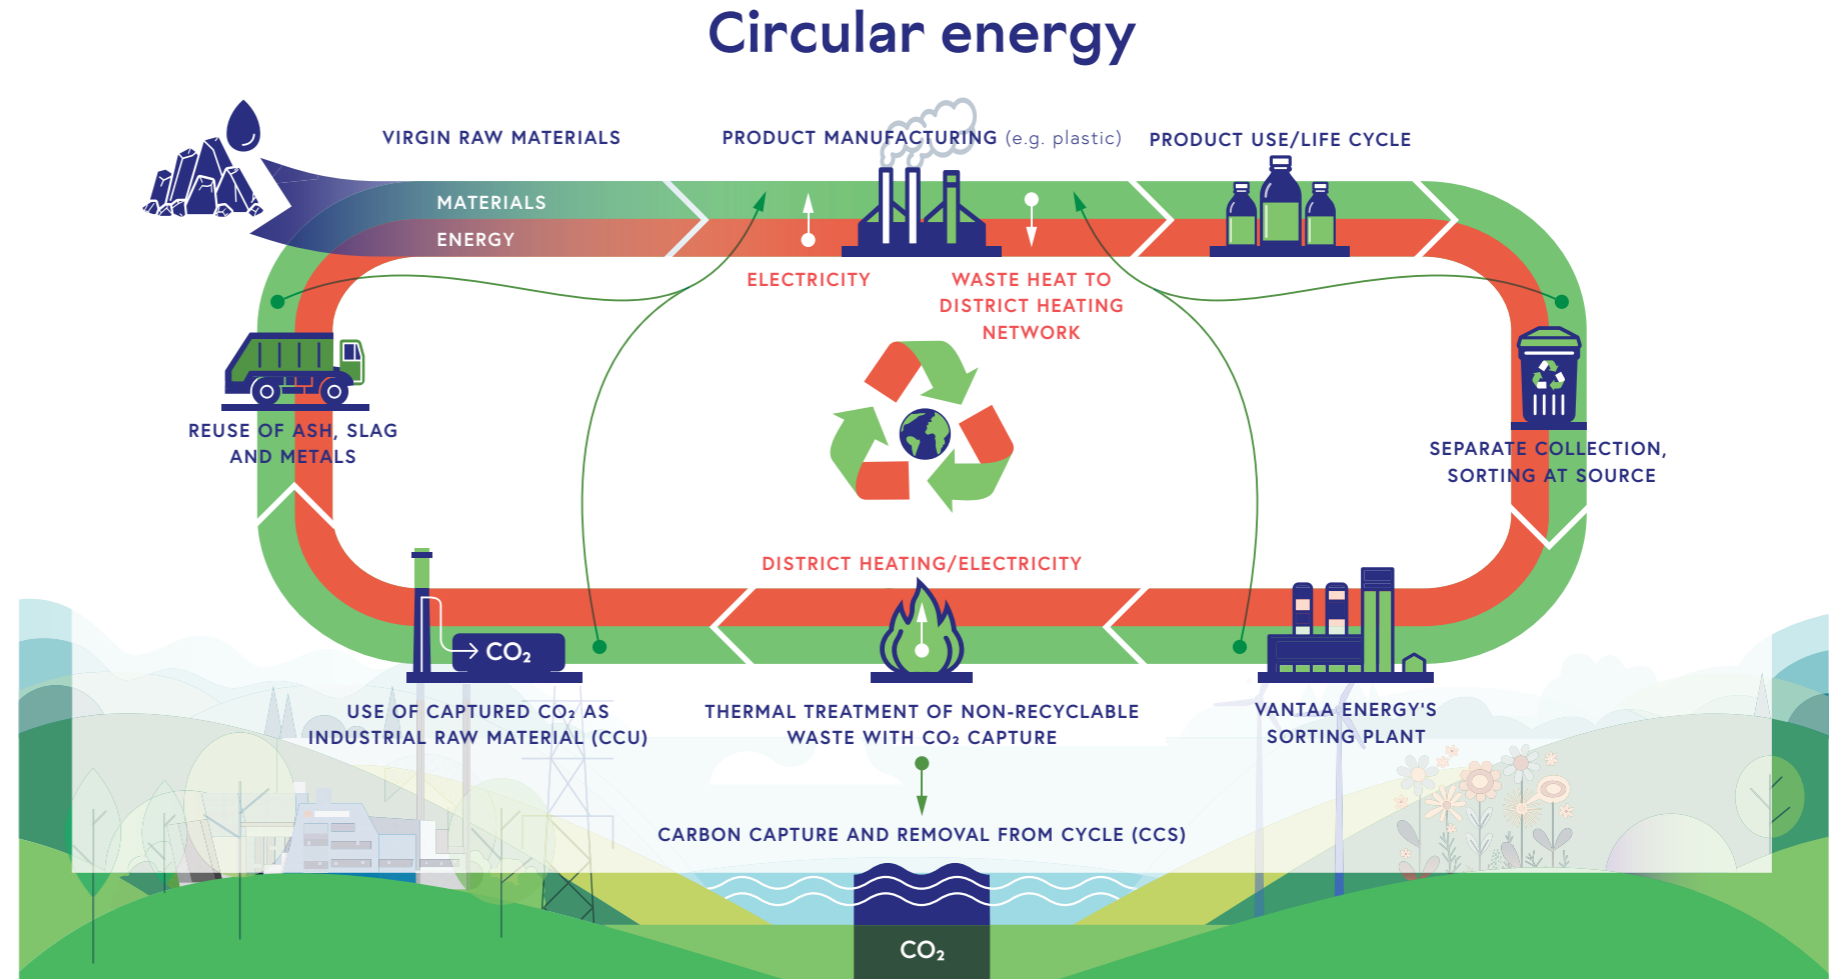 Circular energy
VIRGIN RAW MATERIALS
PRODUCT MANUFACTURING (e.g. plastic)
PRODUCT USE/LIFE CYCLE
MATERIALS
ENERGY
ELECTRICITY
WASTE HEAT TO
DISTRICT HEATING
NETWORK
REUSE OF ASH, SLAG
AND METALS
SEPARATE COLLECTION,
SORTING AT SOURCE
DISTRICT HEATING/ELECTRICITY
CO₂
USE OF CAPTURED CO₂ AS
INDUSTRIAL RAW MATERIAL (CCU)
THERMAL TREATMENT OF NON-RECYCLABLE
WASTE WITH CO₂ CAPTURE
VANTAA ENERGY'S
SORTING PLANT
CARBON CAPTURE AND REMOVAL FROM CYCLE (CCS)
CO₂